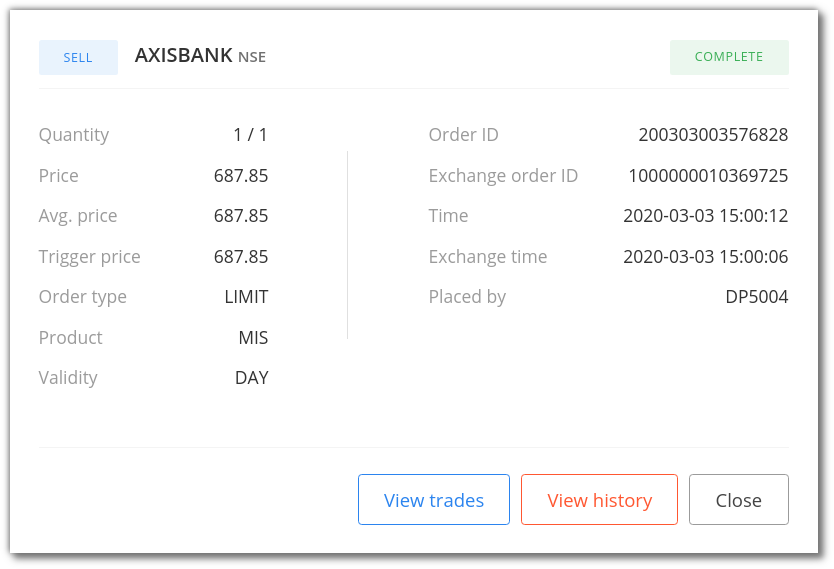 SELL AXISBANK NSE COMPLETE
Quantity 1 / 1
Price 687.85
Avg. price 687.85
Trigger price 687.85
Order type LIMIT
Product MIS
Validity DAY
Order ID 200303003576828
Exchange order ID 1000000010369725
Time 2020-03-03 15:00:12
Exchange time 2020-03-03 15:00:06
Placed by DP5004
View trades View history Close